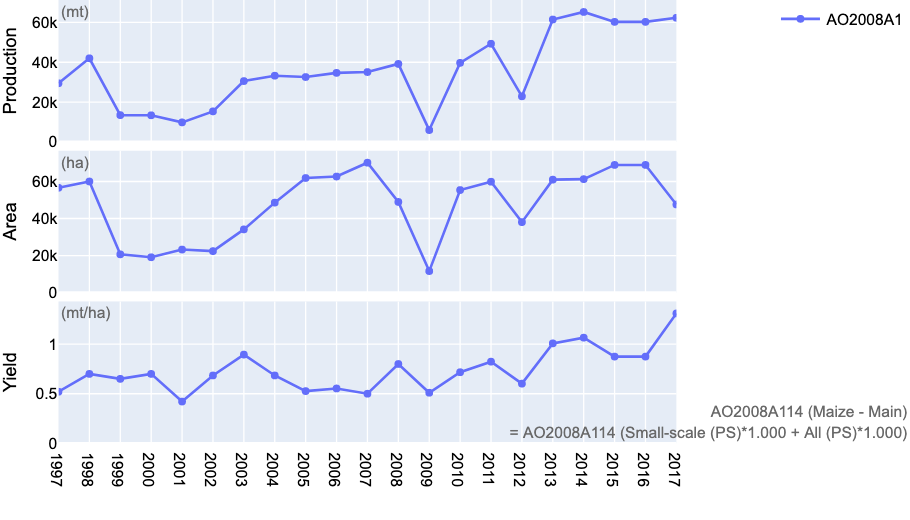 (mt)
AO2008A1
Production
60k
40k
20k
0
(ha)
Area
60k
40k
20k
0
(mt/ha)
Yield
1
0.5
0
AO2008A114 (Maize - Main)
= AO2008A114 (Small-scale (PS)*1.000 + All (PS)*1.000)
1997 1998 1999 2000 2001 2002 2003 2004 2005 2006 2007 2008 2009 2010 2011 2012 2013 2014 2015 2016 2017